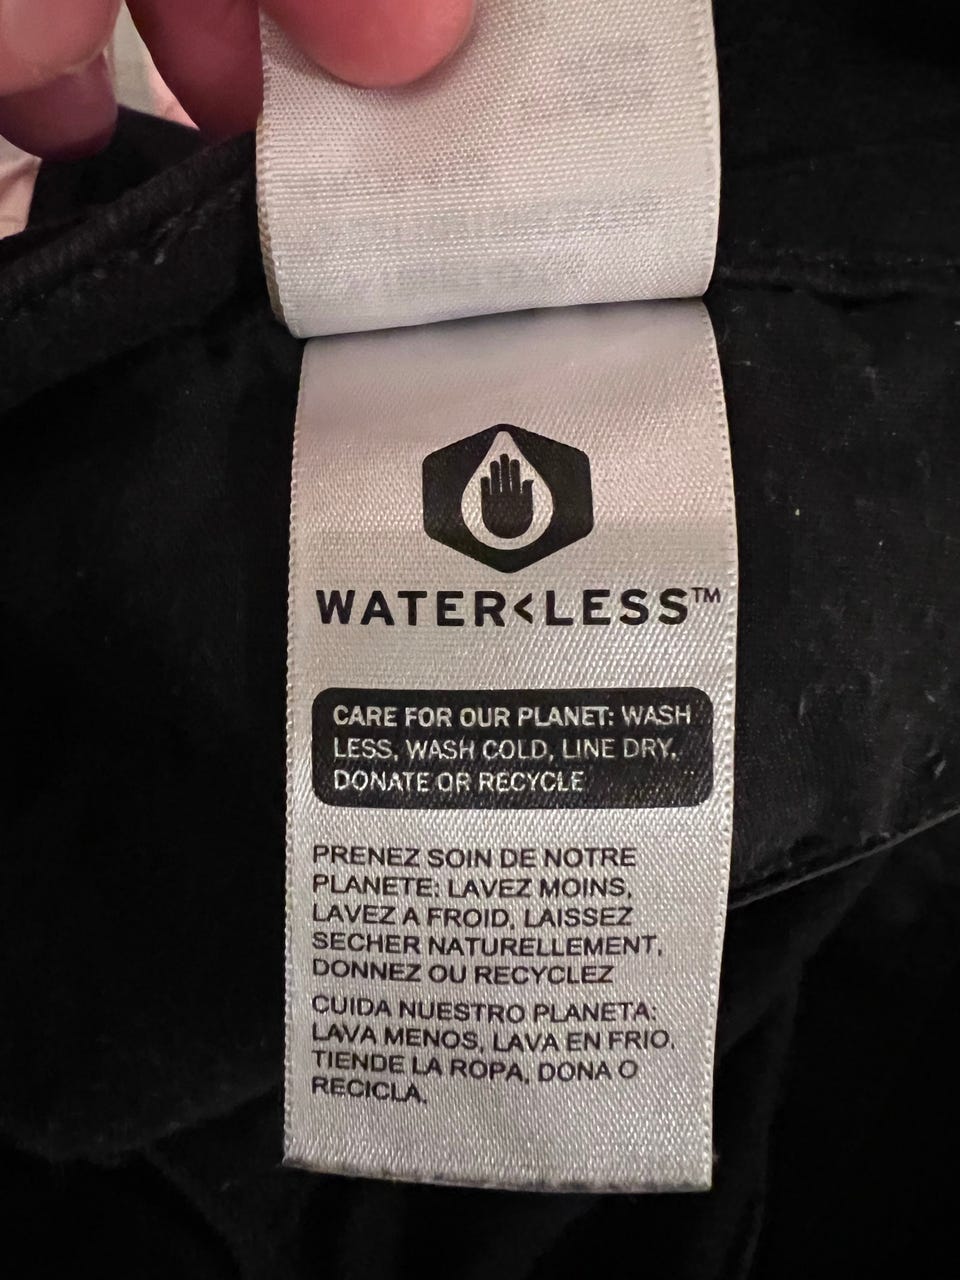 WATER<LESS™
CARE FOR OUR PLANET: WASH
LESS, WASH COLD, LINE DRY,
DONATE OR RECYCLE
PRENEZ SOIN DE NOTRE
PLANETE: LAVEZ MOINS,
LAVEZ A FROID, LAISSEZ
SECHER NATURELLEMENT,
DONNEZ OU RECYCLEZ
CUIDA NUESTRO PLANETA:
LAVA MENOS, LAVA EN FRIO,
TIENDE LA ROPA, DONA O
RECICLA.